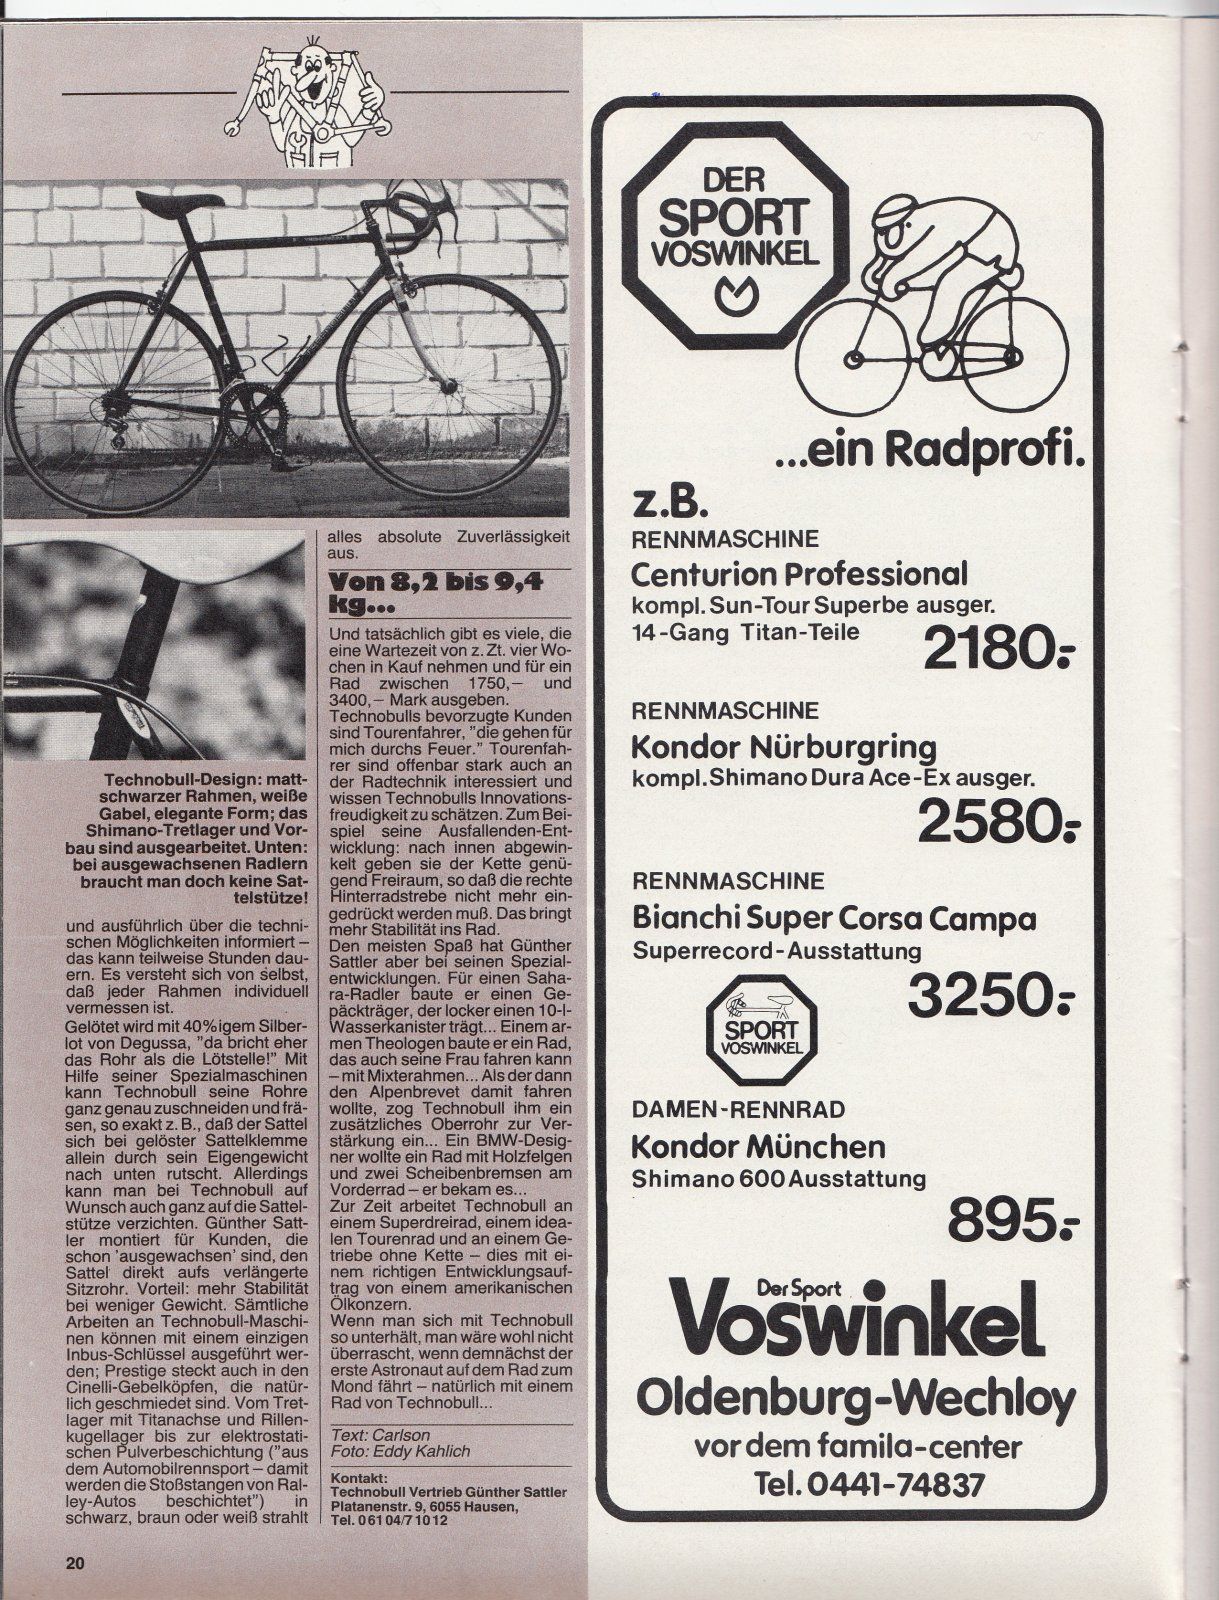 Technobull-Design: matt-
schwarzer Rahmen, weiße
Gabel, elegante Form; das
Shimano-Tretlager und Vor-
bau sind ausgearbeitet. Unten:
bei ausgewachsenen Radlern
braucht man doch keine Sat-
telstütze!
und ausführlich über die techni-
schen Möglichkeiten informiert –
das kann teilweise Stunden dau-
ern. Es versteht sich von selbst,
daß jeder Rahmen individuell
vermessen ist.
Gelötet wird mit 40%igem Silber-
lot von Degussa, "da bricht eher
das Rohr als die Lötstelle!" Mit
Hilfe seiner Spezialmaschinen
kann Technobull seine Rohre
ganz genau zuschneiden und frä-
sen, so exakt z. B., daß der Sattel
sich bei gelöster Sattelklemme
allein durch sein Eigengewicht
nach unten rutscht. Allerdings
kann man bei Technobull auf
Wunsch auch ganz auf die Sattel-
stütze verzichten. Günther Satt-
ler montiert für Kunden, die
schon 'ausgewachsen' sind, den
Sattel direkt aufs verlängerte
Sitzrohr. Vorteil: mehr Stabilität
bei weniger Gewicht. Sämtliche
Arbeiten an Technobull-Maschi-
nen können mit einem einzigen
Inbus-Schlüssel ausgeführt wer-
den; Prestige steckt auch in den
Cinelli-Gebelköpfen, die natür-
lich geschmiedet sind. Vom Tret-
lager mit Titanachse und Rillen-
kugellager bis zur elektrostati-
schen Pulverbeschichtung ("aus
dem Automobilrennsport – damit
werden die Stoßstangen von Ral-
ley-Autos beschichtet") in
schwarz, braun oder weiß strahlt
alles absolute Zuverlässigkeit
aus.
Von 8,2 bis 9,4
kg...
Und tatsächlich gibt es viele, die
eine Wartezeit von z. Zt. vier Wo-
chen in Kauf nehmen und für ein
Rad zwischen 1750,– und
3400,– Mark ausgeben.
Technobulls bevorzugte Kunden
sind Tourenfahrer, "die gehen für
mich durchs Feuer." Tourenfah-
rer sind offenbar stark auch an
der Radtechnik interessiert und
wissen Technobulls Innovations-
freudigkeit zu schätzen. Zum Bei-
spiel seine Ausfallenden-Ent-
wicklung: nach innen abgewin-
kelt geben sie der Kette genü-
gend Freiraum, so daß die rechte
Hinterradstrebe nicht mehr ein-
gedrückt werden muß. Das bringt
mehr Stabilität ins Rad.
Den meisten Spaß hat Günther
Sattler aber bei seinen Spezial-
entwicklungen. Für einen Saha-
ra-Radler baute er einen Ge-
päckträger, der locker einen 10-l-
Wasserkanister trägt... Einem ar-
men Theologen baute er ein Rad,
das auch seine Frau fahren kann
– mit Mixterahmen... Als der dann
den Alpenbrevet damit fahren
wollte, zog Technobull ihm ein
zusätzliches Oberrohr zur Ver-
stärkung ein... Ein BMW-Desig-
ner wollte ein Rad mit Holzfelgen
und zwei Scheibenbremsen am
Vorderrad – er bekam es...
Zur Zeit arbeitet Technobull an
einem Superdreirad, einem idea-
len Tourenrad und an einem Ge-
triebe ohne Kette – dies mit ei-
nem richtigen Entwicklungsauf-
trag von einem amerikanischen
Ölkonzern.
Wenn man sich mit Technobull
so unterhält, man wäre wohl nicht
überrascht, wenn demnächst der
erste Astronaut auf dem Rad zum
Mond fährt – natürlich mit einem
Rad von Technobull...
Text: Carlson
Foto: Eddy Kahlich
Kontakt:
Technobull Vertrieb Günther Sattler
Platanenstr. 9, 6055 Hausen,
Tel. 0 61 04/7 10 12
20
DER
SPORT
VOSWINKEL
...ein Radprofi.
z.B.
RENNMASCHINE
Centurion Professional
kompl. Sun-Tour Superbe ausger.
14-Gang Titan-Teile
2180.-
RENNMASCHINE
Kondor Nürburgring
kompl. Shimano Dura Ace-Ex ausger.
2580.-
RENNMASCHINE
Bianchi Super Corsa Campa
Superrecord-Ausstattung
3250.-
SPORT
VOSWINKEL
DAMEN-RENNRAD
Kondor München
Shimano 600 Ausstattung
895.-
Der Sport
Voswinkel
Oldenburg-Wechloy
vor dem famila-center
Tel. 0441-74837